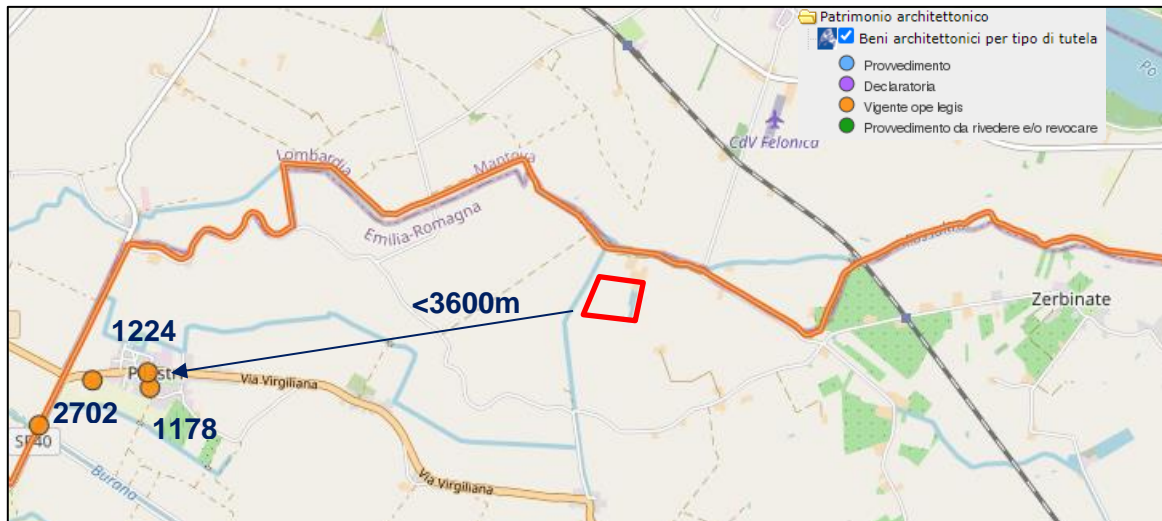 Patrimonio architettonico
Beni architettonici per tipo di tutela
Provvedimento
Declaratoria
Vigente ope legis
Provvedimento da rivedere e/o revocare
Po
CdV Felonica
Lombardia
Mantova
Emilia-Romagna
Zerbinate
<3600m
1224
Via Virgiliana
2702
1178
Burana
Via Virgiliana